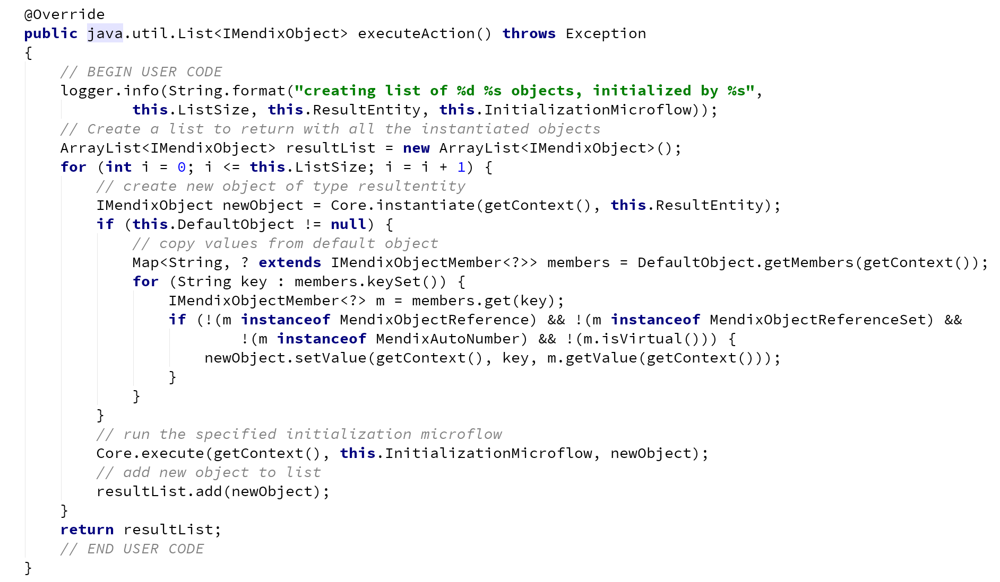 @Override
public java.util.List<IMendixObject> executeAction() throws Exception
{
    // BEGIN USER CODE
    logger.info(String.format("creating list of %d %s objects, initialized by %s",
            this.ListSize, this.ResultEntity, this.InitializationMicroflow));
    // Create a list to return with all the instantiated objects
    ArrayList<IMendixObject> resultList = new ArrayList<IMendixObject>();
    for (int i = 0; i <= this.ListSize; i = i + 1) {
        // create new object of type resultentity
        IMendixObject newObject = Core.instantiate(getContext(), this.ResultEntity);
        if (this.DefaultObject != null) {
            // copy values from default object
            Map<String, ? extends IMendixObjectMember<?>> members = DefaultObject.getMembers(getContext());
            for (String key : members.keySet()) {
                IMendixObjectMember<?> m = members.get(key);
                if (!(m instanceof MendixObjectReference) && !(m instanceof MendixObjectReferenceSet) &&
                        !(m instanceof MendixAutoNumber) && !(m.isVirtual())) {
                    newObject.setValue(getContext(), key, m.getValue(getContext()));
                }
            }
        }
        // run the specified initialization microflow
        Core.execute(getContext(), this.InitializationMicroflow, newObject);
        // add new object to list
        resultList.add(newObject);
    }
    return resultList;
    // END USER CODE
}